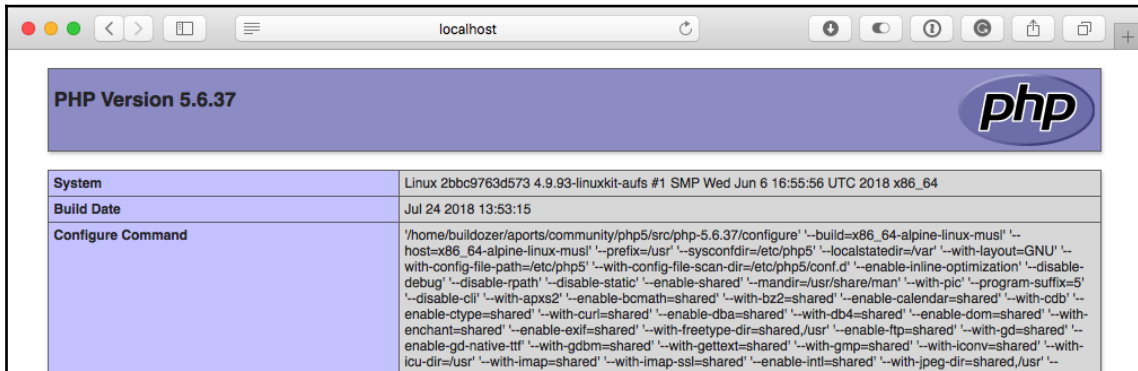 localhost
PHP Version 5.6.37
php
System Linux 2bbc9763d573 4.9.93-linuxkit-aufs #1 SMP Wed Jun 6 16:55:56 UTC 2018 x86_64
Build Date Jul 24 2018 13:53:15
Configure Command '/home/buildozer/aports/community/php5/src/php-5.6.37/configure' '--build=x86_64-alpine-linux-musl' '--
host=x86_64-alpine-linux-musl' '--prefix=/usr' '--sysconfdir=/etc/php5' '--localstatedir=/var' '--with-layout=GNU' '--
with-config-file-path=/etc/php5' '--with-config-file-scan-dir=/etc/php5/conf.d' '--enable-inline-optimization' '--disable-
debug' '--disable-rpath' '--disable-static' '--enable-shared' '--mandir=/usr/share/man' '--with-pic' '--program-suffix=5'
'--disable-cli' '--with-apxs2' '--enable-bcmath=shared' '--with-bz2=shared' '--enable-calendar=shared' '--with-cdb' '--
enable-ctype=shared' '--with-curl=shared' '--enable-dba=shared' '--with-db4=shared' '--enable-dom=shared' '--with-
enchant=shared' '--enable-exif=shared' '--with-freetype-dir=shared,/usr' '--enable-ftp=shared' '--with-gd=shared' '--
enable-gd-native-ttf' '--with-gdbm=shared' '--with-gettext=shared' '--with-gmp=shared' '--with-iconv=shared' '--with-
icu-dir=/usr' '--with-imap=shared' '--with-imap-ssl=shared' '--enable-intl=shared' '--with-jpeg-dir=shared,/usr' '--